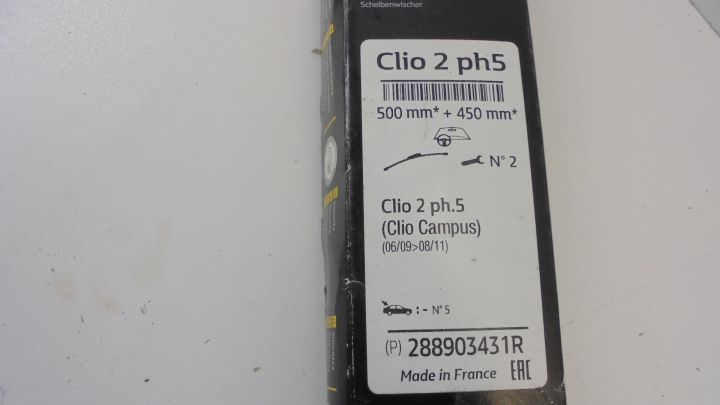 Scheibenwischer
Clio 2 ph5
500 mm* + 450 mm*
N° 2
Clio 2 ph.5
(Clio Campus)
(06/09>08/11)
: - N° 5
(P) 288903431R
Made in France EAC